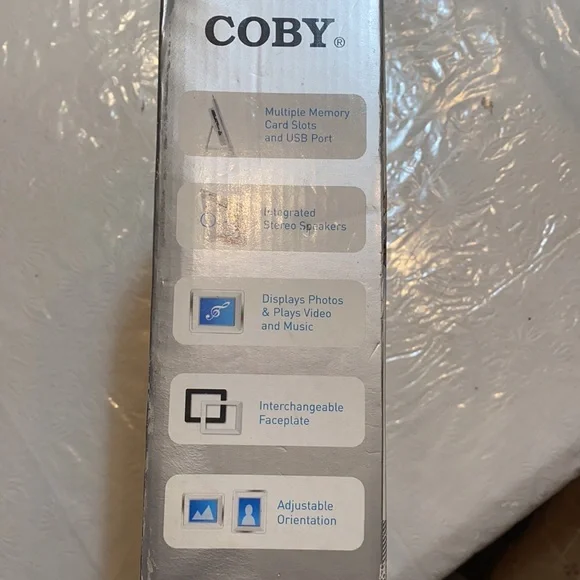 COBY®
Multiple Memory
Card Slots
and USB Port
Integrated
Stereo Speakers
Displays Photos
& Plays Video
and Music
Interchangeable
Faceplate
Adjustable
Orientation